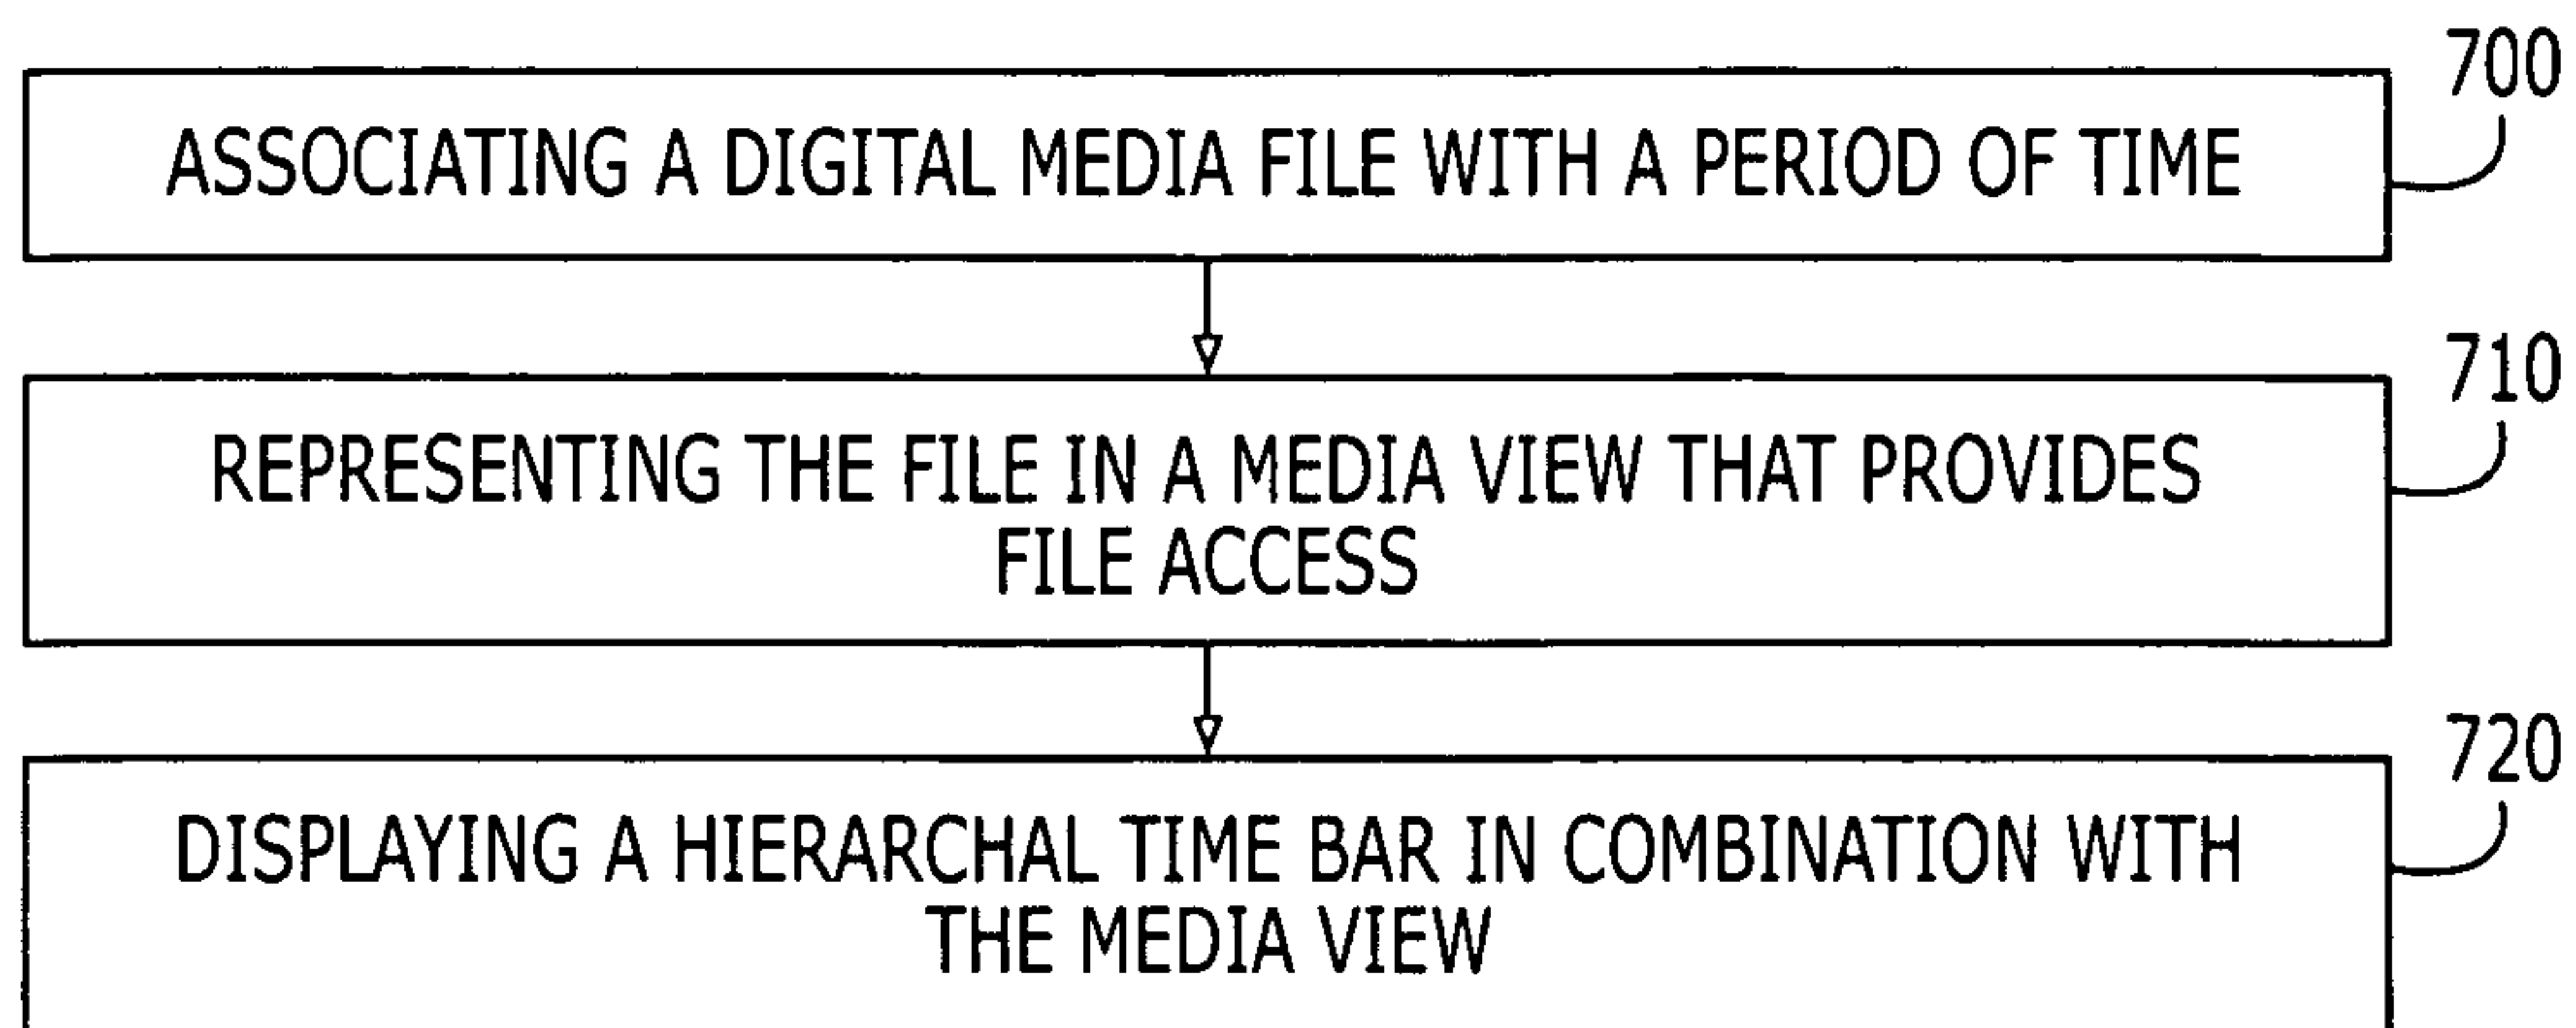 700
ASSOCIATING A DIGITAL MEDIA FILE WITH A PERIOD OF TIME
710
REPRESENTING THE FILE IN A MEDIA VIEW THAT PROVIDES
FILE ACCESS
720
DISPLAYING A HIERARCHAL TIME BAR IN COMBINATION WITH
THE MEDIA VIEW